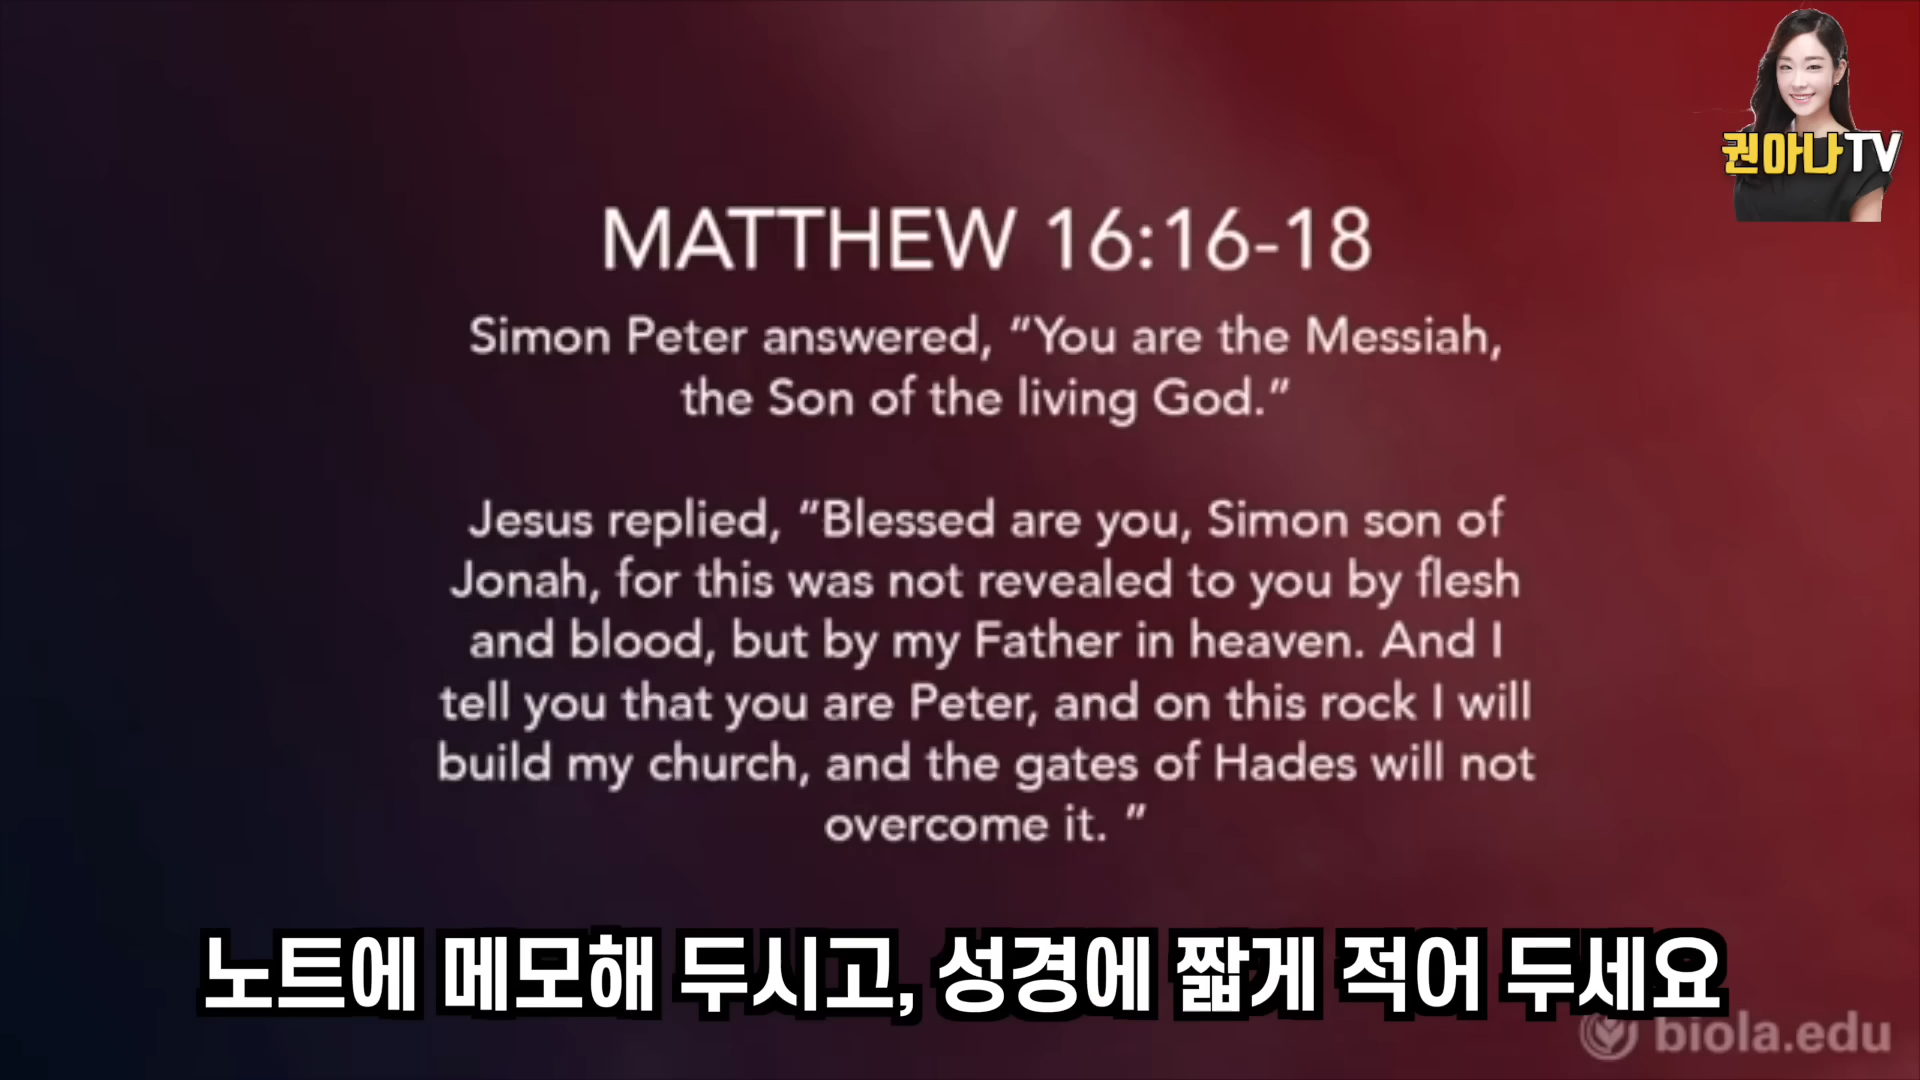 권아나TV
MATTHEW 16:16-18
Simon Peter answered, “You are the Messiah,
the Son of the living God.”
Jesus replied, “Blessed are you, Simon son of
Jonah, for this was not revealed to you by flesh
and blood, but by my Father in heaven. And I
tell you that you are Peter, and on this rock I will
build my church, and the gates of Hades will not
overcome it. ”
노트에 메모해 두시고, 성경에 짧게 적어 두세요
biola.edu